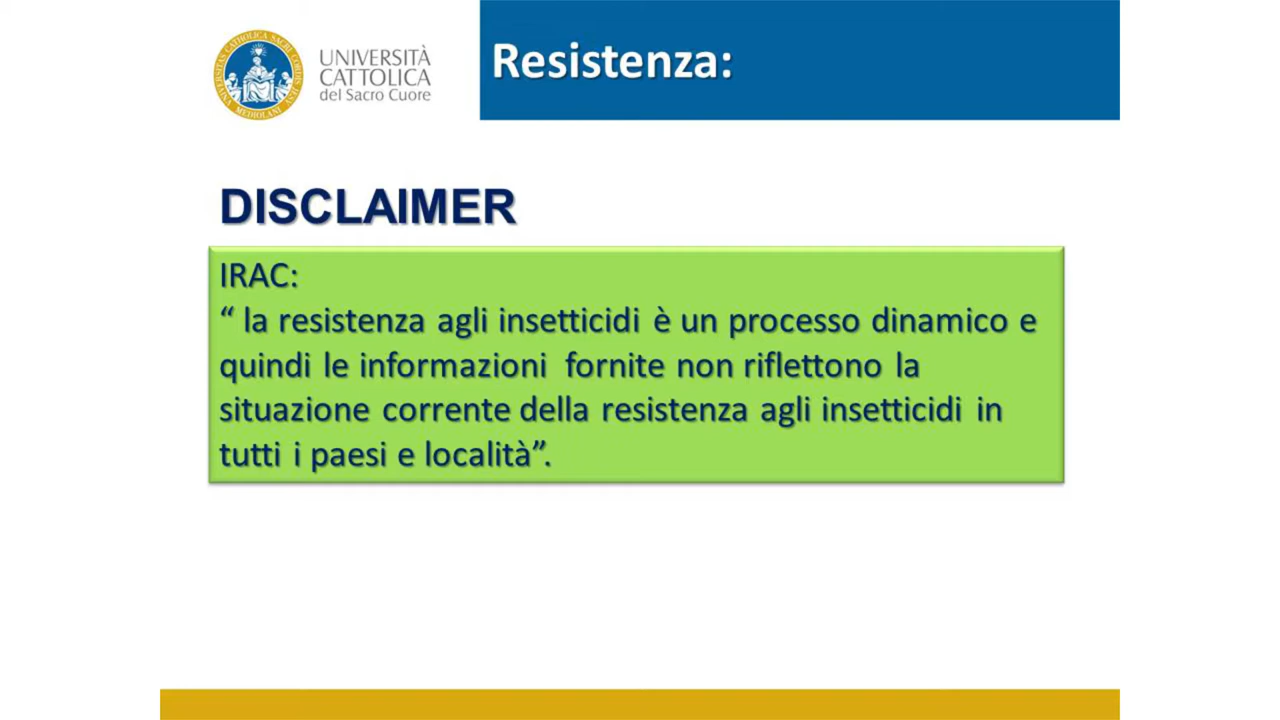 UNIVERSITÀ
CATTOLICA
del Sacro Cuore
Resistenza:
DISCLAIMER
IRAC:
“ la resistenza agli insetticidi è un processo dinamico e
quindi le informazioni fornite non riflettono la
situazione corrente della resistenza agli insetticidi in
tutti i paesi e località”.